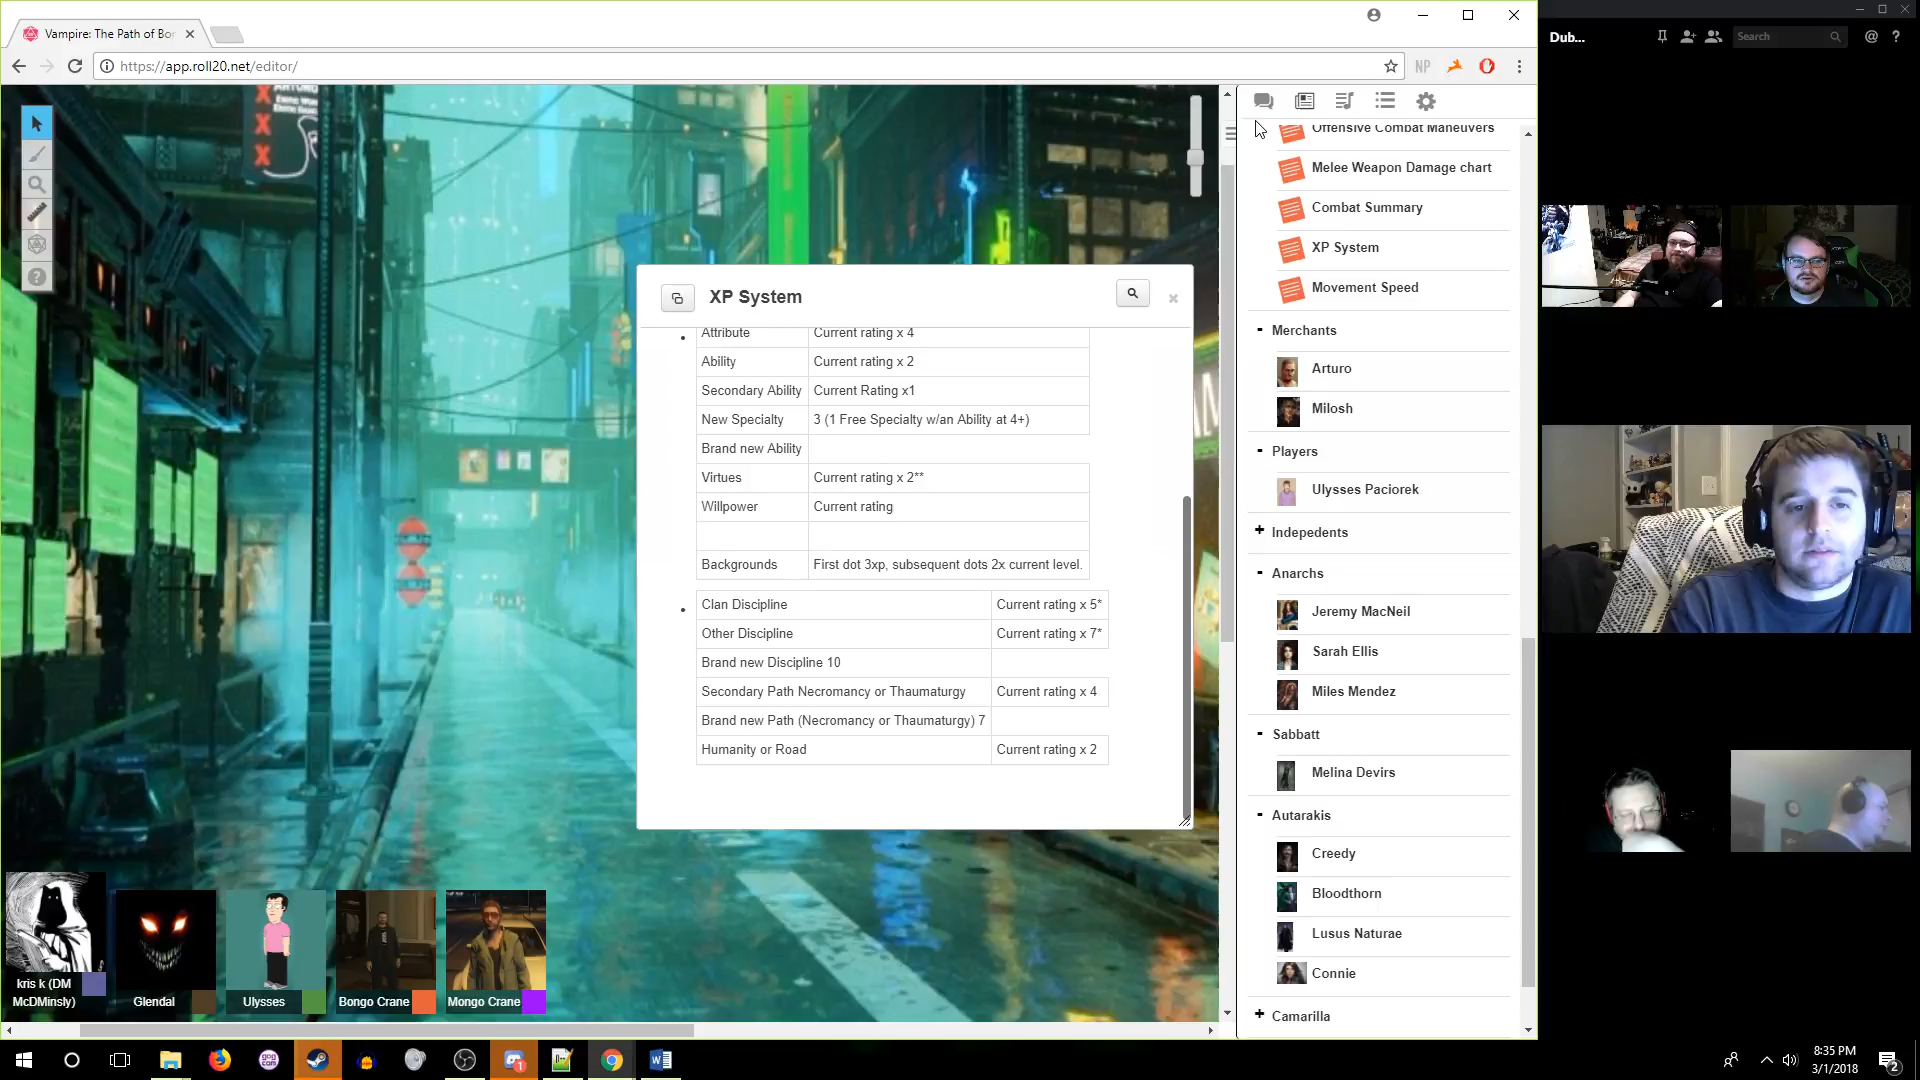 Vampire: The Path of Bor
https://app.roll20.net/editor/
NP
Dub...
Search
@
?
XP System
Attribute Current rating x 4
Ability Current rating x 2
Secondary Ability Current Rating x1
New Specialty 3 (1 Free Specialty w/an Ability at 4+)
Brand new Ability
Virtues Current rating x 2**
Willpower Current rating
Backgrounds First dot 3xp, subsequent dots 2x current level.
Clan Discipline Current rating x 5*
Other Discipline Current rating x 7*
Brand new Discipline 10
Secondary Path Necromancy or Thaumaturgy Current rating x 4
Brand new Path (Necromancy or Thaumaturgy) 7
Humanity or Road Current rating x 2
Offensive Combat Maneuvers
Melee Weapon Damage chart
Combat Summary
XP System
Movement Speed
- Merchants
Arturo
Milosh
- Players
Ulysses Paciorek
+ Indepedents
- Anarchs
Jeremy MacNeil
Sarah Ellis
Miles Mendez
- Sabbatt
Melina Devirs
- Autarakis
Creedy
Bloodthorn
Lusus Naturae
Connie
+ Camarilla
kris k (DM
McDMinsly)
Glendal
Ulysses
Bongo Crane
Mongo Crane
8:35 PM
3/1/2018
2